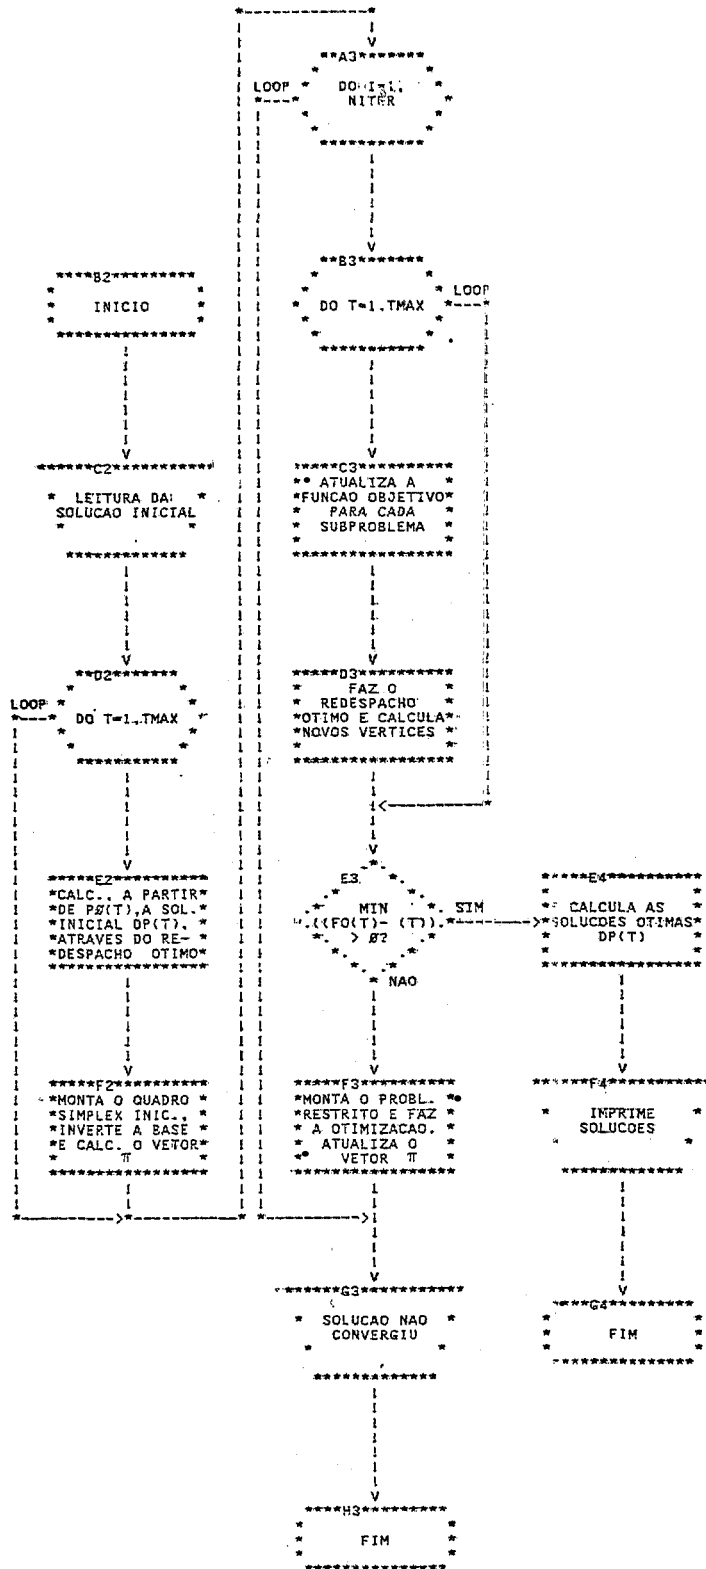 B2
INICIO
C2
LEITURA DA
SOLUCAO INICIAL
D2
LOOP
DO T=1,TMAX
E2
CALC., A PARTIR
DE PØ(T),A SOL.
INICIAL DP(T),
ATRAVES DO RE-
DESPACHO OTIMO
F2
MONTA O QUADRO
SIMPLEX INIC.,
INVERTE A BASE
E CALC. O VETOR
π
A3
LOOP
DO I=1,
NITER
B3
LOOP
DO T=1,TMAX
C3
ATUALIZA A
FUNCAO OBJETIVO
PARA CADA
SUBPROBLEMA
D3
FAZ O
REDESPACHO
OTIMO E CALCULA
NOVOS VERTICES
E3
MIN
((FO(T)- (T))
> Ø?
SIM
NAO
F3
MONTA O PROBL.
RESTRITO E FAZ
A OTIMIZACAO.
ATUALIZA O
VETOR π
G3
SOLUCAO NAO
CONVERGIU
H3
FIM
E4
CALCULA AS
SOLUCOES OTIMAS
DP(T)
F4
IMPRIME
SOLUCOES
G4
FIM